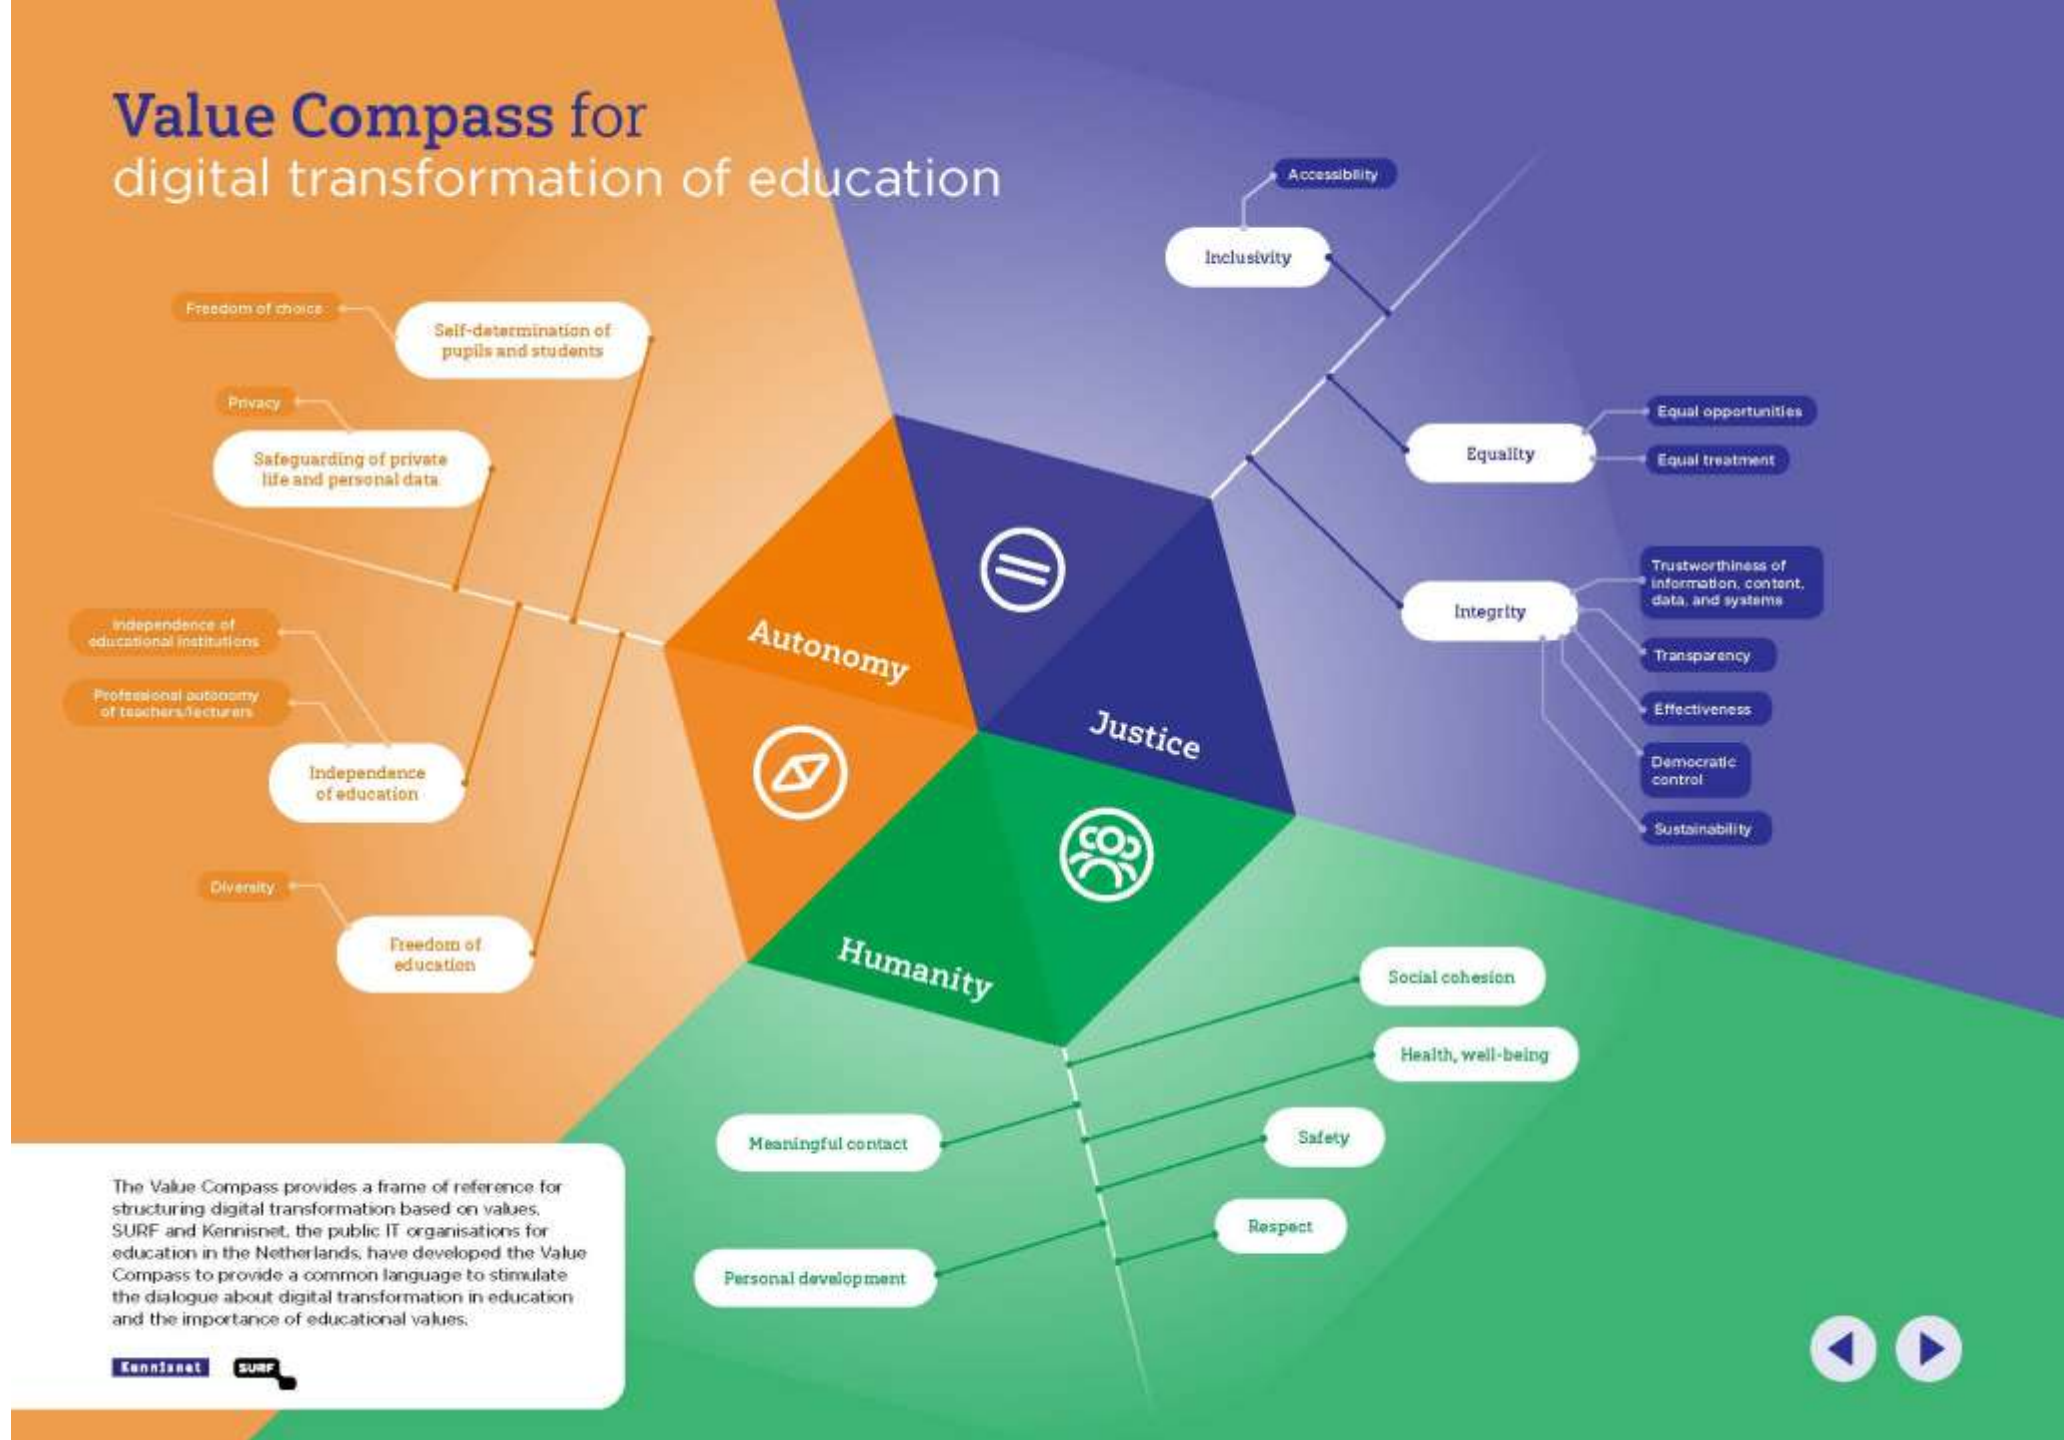 Value Compass for
digital transformation of education
Accessibility
Inclusivity
Freedom of choice
Self-determination of
pupils and students
Privacy
Safeguarding of private
life and personal data
Equal opportunities
Equality
Equal treatment
Trustworthiness of
information, content,
data, and systems
Integrity
Transparency
Effectiveness
Democratic
control
Sustainability
Independence of
educational institutions
Professional autonomy
of teachers/lecturers
Independence
of education
Diversity
Freedom of
education
Autonomy
Justice
Humanity
Social cohesion
Health, well-being
Meaningful contact
Safety
Respect
Personal development
The Value Compass provides a frame of reference for
structuring digital transformation based on values.
SURF and Kennisnet, the public IT organisations for
education in the Netherlands, have developed the Value
Compass to provide a common language to stimulate
the dialogue about digital transformation in education
and the importance of educational values.
Kennisnet
SURF